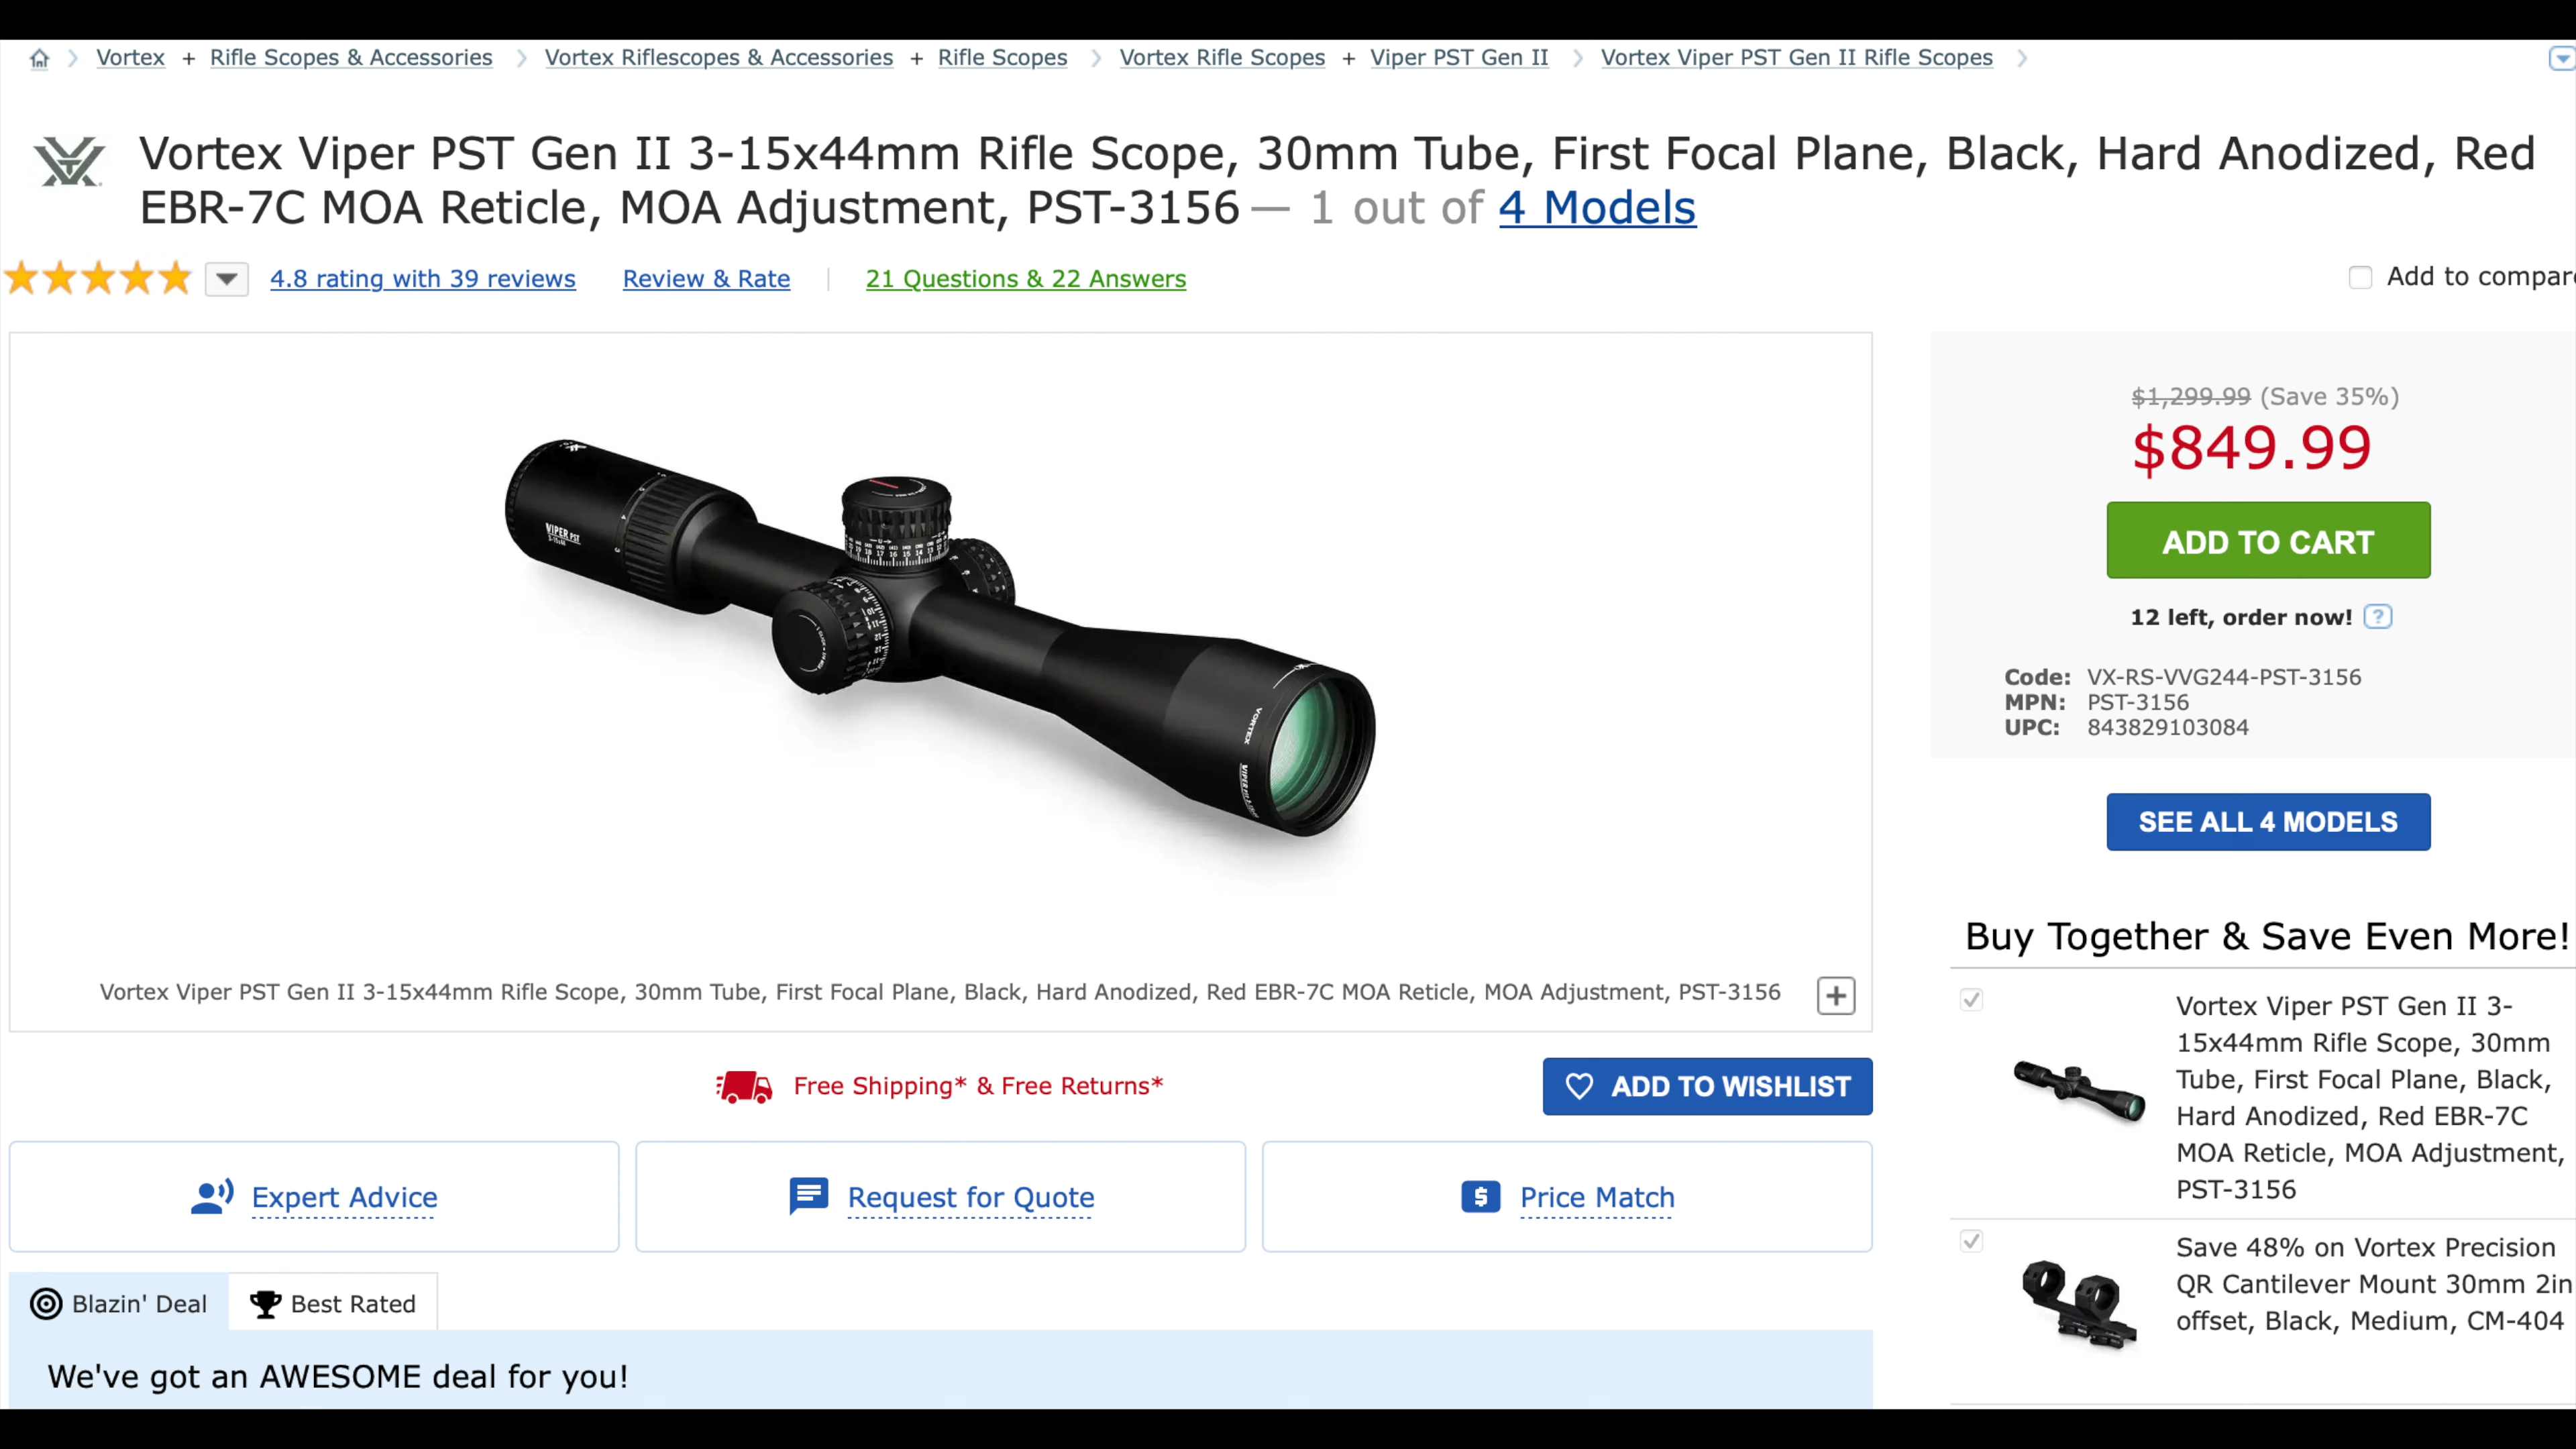 Vortex + Rifle Scopes & Accessories Vortex Riflescopes & Accessories + Rifle Scopes Vortex Rifle Scopes + Viper PST Gen II Vortex Viper PST Gen II Rifle Scopes
Vortex Viper PST Gen II 3-15x44mm Rifle Scope, 30mm Tube, First Focal Plane, Black, Hard Anodized, Red
EBR-7C MOA Reticle, MOA Adjustment, PST-3156 — 1 out of 4 Models
4.8 rating with 39 reviews Review & Rate | 21 Questions & 22 Answers
Add to compare
VIPER PST
3-15x44
VORTEX
$1,299.99 (Save 35%)
$849.99
ADD TO CART
12 left, order now! ?
Code: VX-RS-VVG244-PST-3156
MPN: PST-3156
UPC: 843829103084
SEE ALL 4 MODELS
Vortex Viper PST Gen II 3-15x44mm Rifle Scope, 30mm Tube, First Focal Plane, Black, Hard Anodized, Red EBR-7C MOA Reticle, MOA Adjustment, PST-3156
Free Shipping* & Free Returns*
ADD TO WISHLIST
Expert Advice
Request for Quote
Price Match
Blazin' Deal
Best Rated
We've got an AWESOME deal for you!
Buy Together & Save Even More!
Vortex Viper PST Gen II 3-
15x44mm Rifle Scope, 30mm
Tube, First Focal Plane, Black,
Hard Anodized, Red EBR-7C
MOA Reticle, MOA Adjustment,
PST-3156
Save 48% on Vortex Precision
QR Cantilever Mount 30mm 2in
offset, Black, Medium, CM-404